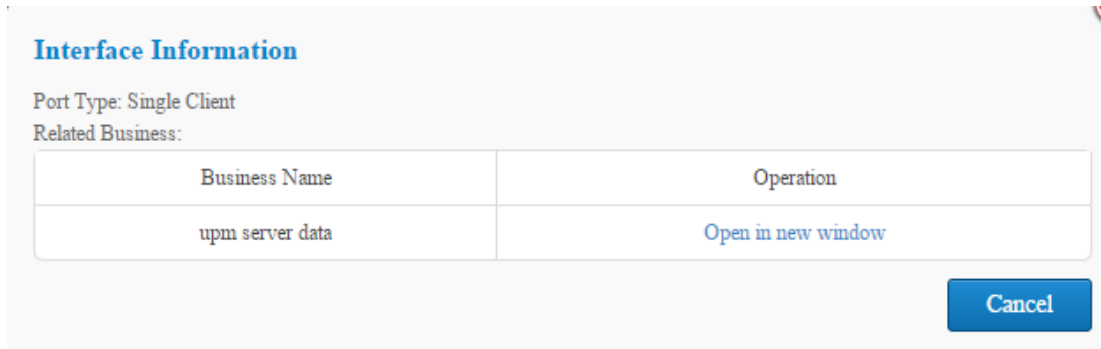 Interface Information
Port Type: Single Client
Related Business:
Business Name Operation
upm server data Open in new window
Cancel